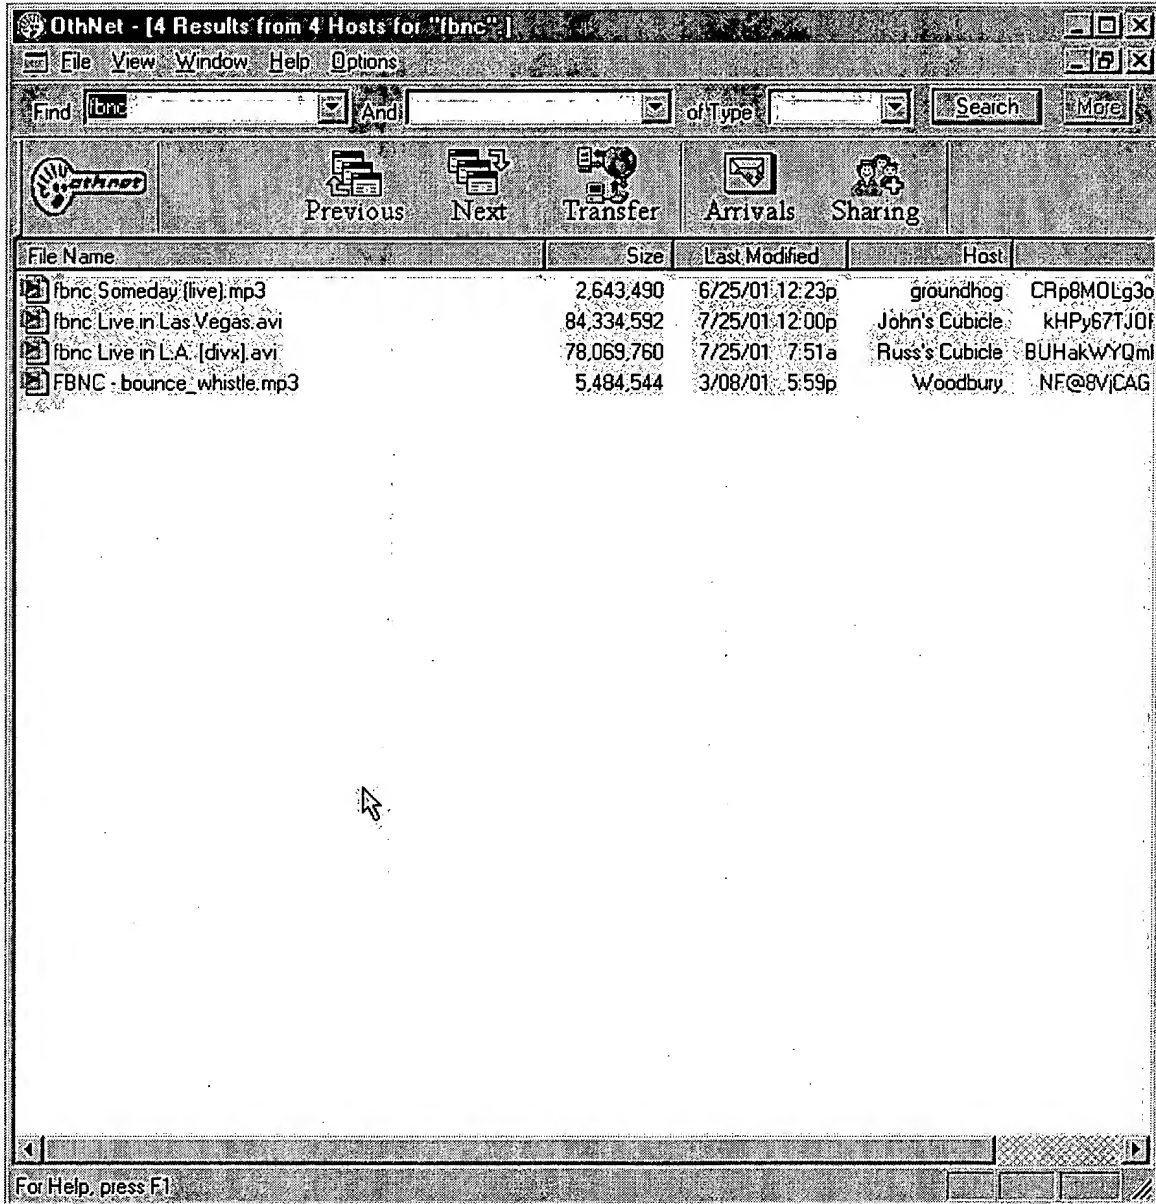 OthNet - [4 Results from 4 Hosts for "fbnc" ]
File View Window Help Options
Find fbnc And of Type Search More
othnet Previous Next Transfer Arrivals Sharing
File Name Size Last Modified Host
fbnc Someday (live).mp3 2,643,490 6/25/01 12:23p groundhog CRp8MOLg3o
fbnc Live in Las Vegas.avi 84,334,592 7/25/01 12:00p John's Cubicle
fbnc Live in L.A. [divx].avi 78,069,760 7/25/01 7:51a Russ's Cubicle
FBNC - bounce_whistle.mp3 5,484,544 3/08/01 5:59p Woodbury NF@8VjCAG
For Help, press F1